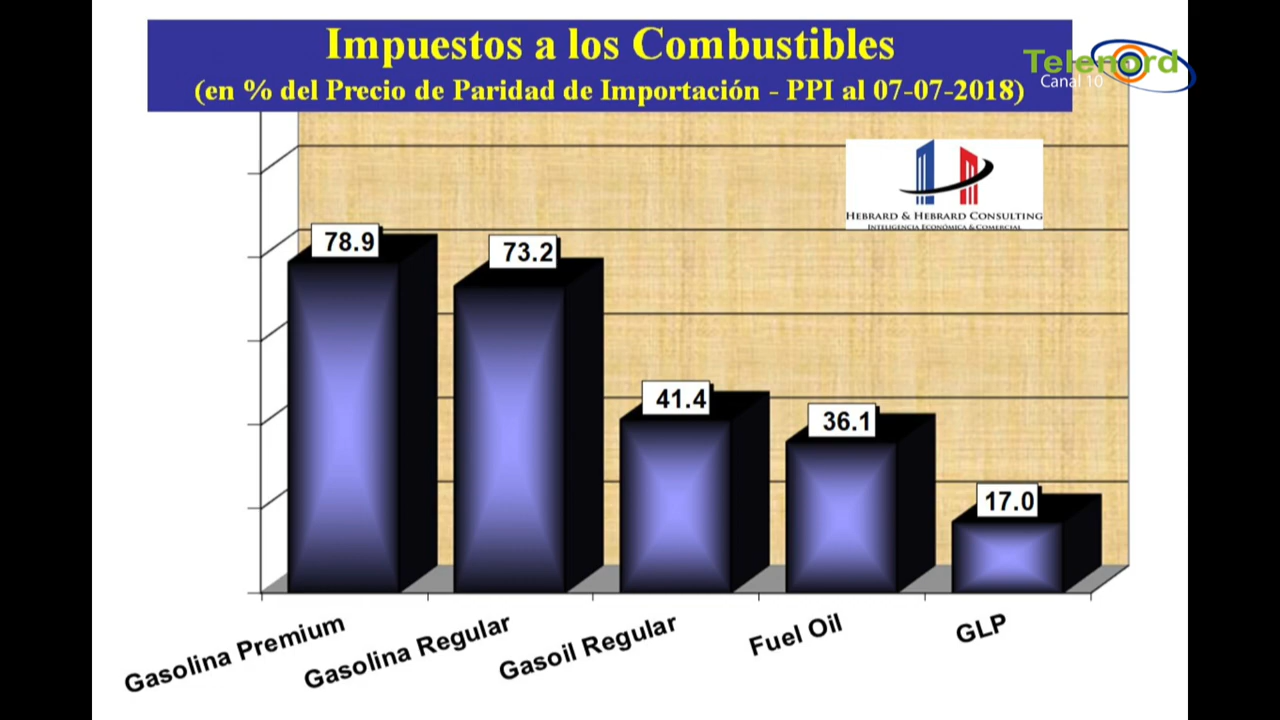 Impuestos a los Combustibles
(en % del Precio de Paridad de Importación - PPI al 07-07-2018)
Telenord
Canal 10
HEBRARD & HEBRARD CONSULTING
INTELIGENCIA ECONÓMICA & COMERCIAL
78.9
73.2
41.4
36.1
17.0
Gasolina Premium
Gasolina Regular
Gasoil Regular
Fuel Oil
GLP